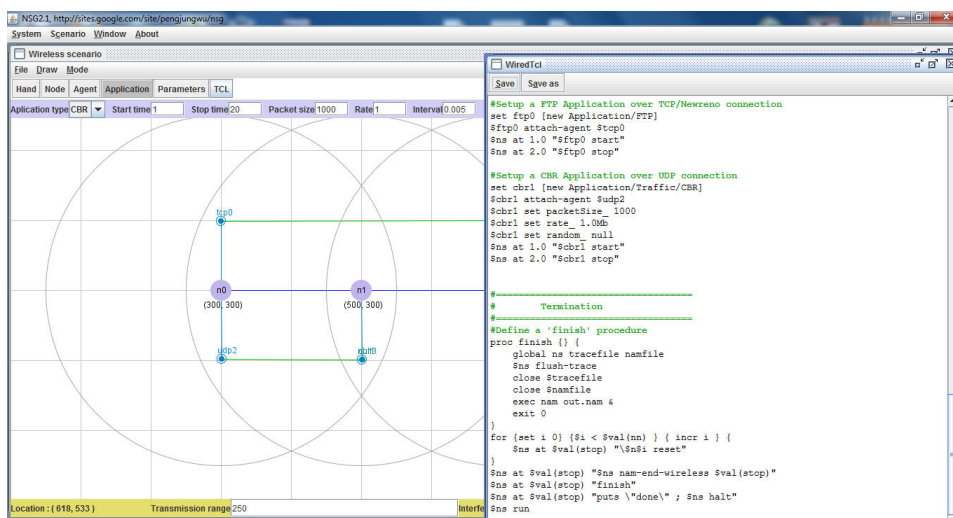 NSG2.1, http://sites.google.com/site/pengjungwu/nsg
System Scenario Window About
Wireless scenario
File Draw Mode
Hand Node Agent Application Parameters TCL
Aplication type CBR Start time 1 Stop time 20 Packet size 1000 Rate 1 Interval 0.005
tcp0
n0
(300, 300)
n1
(500, 300)
udp2
null3
Location : ( 618, 533 ) Transmission range 250 Interfe
WiredTcl
Save Save as
#Setup a FTP Application over TCP/Newreno connection
set ftp0 [new Application/FTP]
$ftp0 attach-agent $tcp0
$ns at 1.0 "$ftp0 start"
$ns at 2.0 "$ftp0 stop"
#Setup a CBR Application over UDP connection
set cbr1 [new Application/Traffic/CBR]
$cbr1 attach-agent $udp2
$cbr1 set packetSize_ 1000
$cbr1 set rate_ 1.0Mb
$cbr1 set random_ null
$ns at 1.0 "$cbr1 start"
$ns at 2.0 "$cbr1 stop"
#===================================
# Termination
#===================================
#Define a 'finish' procedure
proc finish {} {
global ns tracefile namfile
$ns flush-trace
close $tracefile
close $namfile
exec nam out.nam &
exit 0
}
for {set i 0} {$i < $val(nn) } { incr i } {
$ns at $val(stop) "\$n$i reset"
}
$ns at $val(stop) "$ns nam-end-wireless $val(stop)"
$ns at $val(stop) "finish"
$ns at $val(stop) "puts \"done\" ; $ns halt"
$ns run